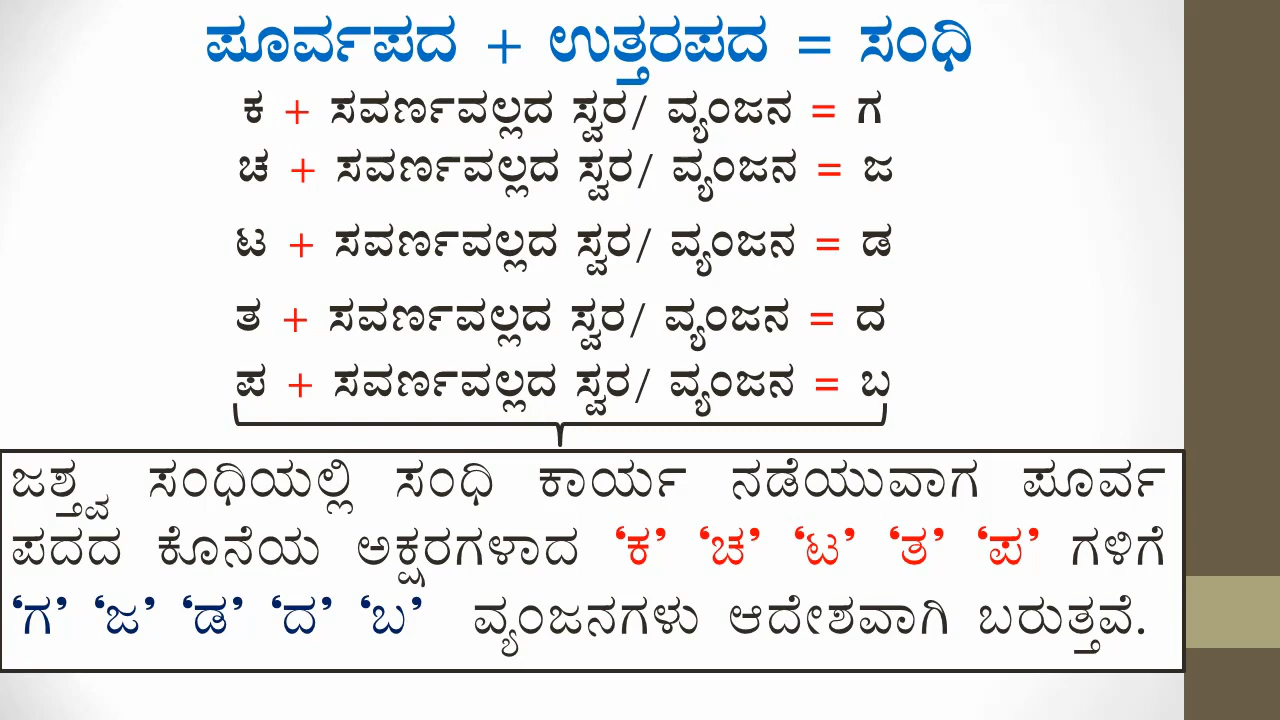 ಪೂರ್ವಪದ + ಉತ್ತರಪದ = ಸಂಧಿ
ಕ + ಸವರ್ಣವಲ್ಲದ ಸ್ವರ/ ವ್ಯಂಜನ = ಗ
ಚ + ಸವರ್ಣವಲ್ಲದ ಸ್ವರ/ ವ್ಯಂಜನ = ಜ
ಟ + ಸವರ್ಣವಲ್ಲದ ಸ್ವರ/ ವ್ಯಂಜನ = ಡ
ತ + ಸವರ್ಣವಲ್ಲದ ಸ್ವರ/ ವ್ಯಂಜನ = ದ
ಪ + ಸವರ್ಣವಲ್ಲದ ಸ್ವರ/ ವ್ಯಂಜನ = ಬ
ಜಶ್ತ್ವ ಸಂಧಿಯಲ್ಲಿ ಸಂಧಿ ಕಾರ್ಯ ನಡೆಯುವಾಗ ಪೂರ್ವ
ಪದದ ಕೊನೆಯ ಅಕ್ಷರಗಳಾದ ‘ಕ’ ‘ಚ’ ‘ಟ’ ‘ತ’ ‘ಪ’ ಗಳಿಗೆ
‘ಗ’ ‘ಜ’ ‘ಡ’ ‘ದ’ ‘ಬ’ ವ್ಯಂಜನಗಳು ಆದೇಶವಾಗಿ ಬರುತ್ತವೆ.